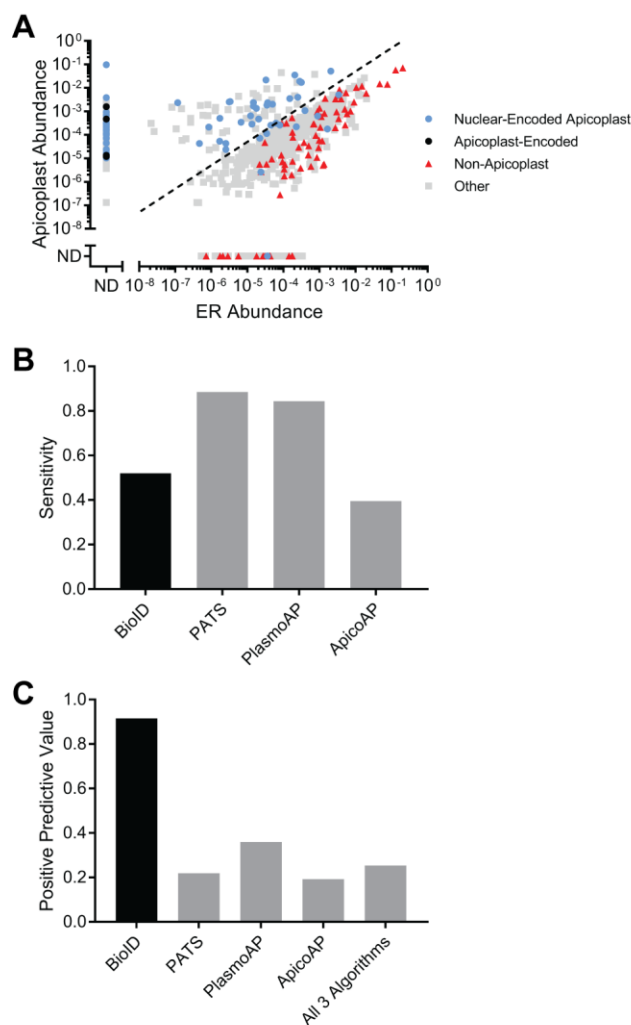 A
Apicoplast Abundance
10⁰
10⁻¹
10⁻²
10⁻³
10⁻⁴
10⁻⁵
10⁻⁶
10⁻⁷
10⁻⁸
ND
ND 10⁻⁸ 10⁻⁷ 10⁻⁶ 10⁻⁵ 10⁻⁴ 10⁻³ 10⁻² 10⁻¹ 10⁰
ER Abundance
Nuclear-Encoded Apicoplast
Apicoplast-Encoded
Non-Apicoplast
Other
B
Sensitivity
1.0
0.8
0.6
0.4
0.2
0.0
BioID PATS PlasmoAP ApicoAP
C
Positive Predictive Value
1.0
0.8
0.6
0.4
0.2
0.0
BioID PATS PlasmoAP ApicoAP All 3 Algorithms